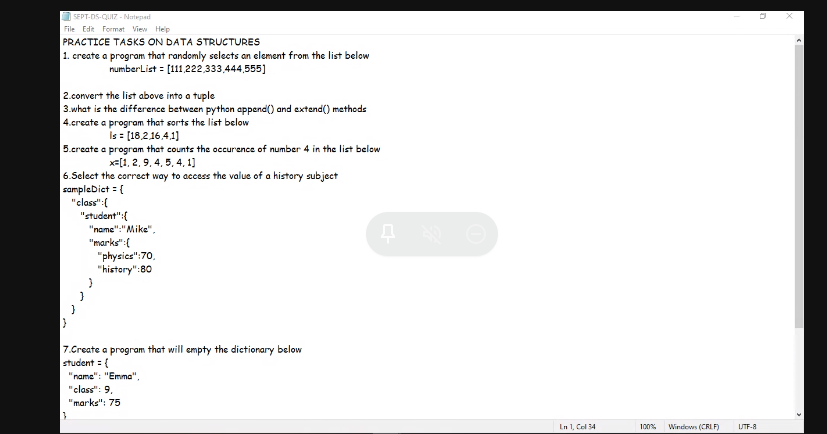 SEPT-DS-QUIZ - Notepad
File Edit Format View Help
PRACTICE TASKS ON DATA STRUCTURES
1. create a program that randomly selects an element from the list below
numberList = [111,222,333,444,555]
2.convert the list above into a tuple
3.what is the difference between python append() and extend() methods
4.create a program that sorts the list below
ls = [18,2,16,4,1]
5.create a program that counts the occurence of number 4 in the list below
x=[1, 2, 9, 4, 5, 4, 1]
6.Select the correct way to access the value of a history subject
sampleDict = {
"class":{
"student":{
"name":"Mike",
"marks":{
"physics":70,
"history":80
}
}
}
}
7.Create a program that will empty the dictionary below
student = {
"name": "Emma",
"class": 9,
"marks": 75
}
Ln 1, Col 34 100% Windows (CRLF) UTF-8